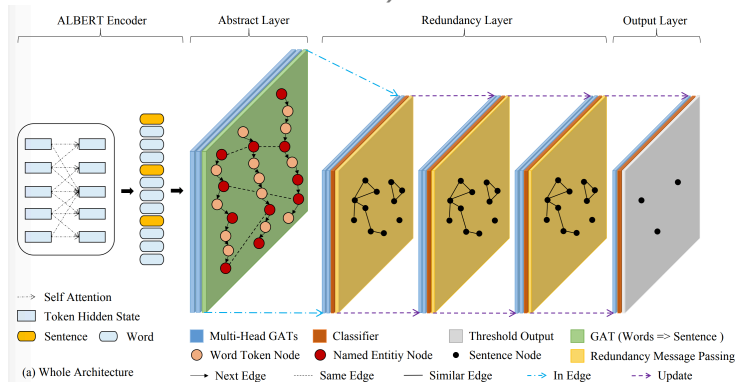 ALBERT Encoder Abstract Layer Redundancy Layer Output Layer
Self Attention
Token Hidden State
Sentence Word
(a) Whole Architecture
Multi-Head GATs Classifier Threshold Output GAT (Words => Sentence )
Word Token Node Named Entitiy Node Sentence Node Redundancy Message Passing
Next Edge Same Edge Similar Edge In Edge Update